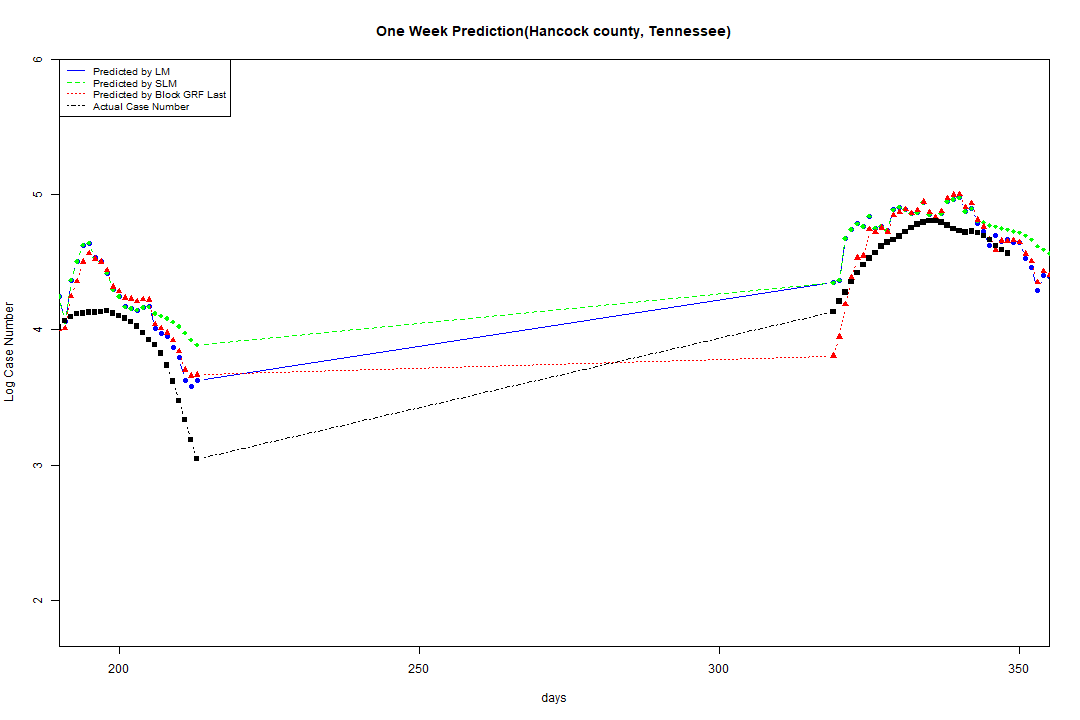 One Week Prediction(Hancock county, Tennessee)
Predicted by LM
Predicted by SLM
Predicted by Block GRF Last
Actual Case Number
6
5
4
3
2
Log Case Number
200 250 300 350
days